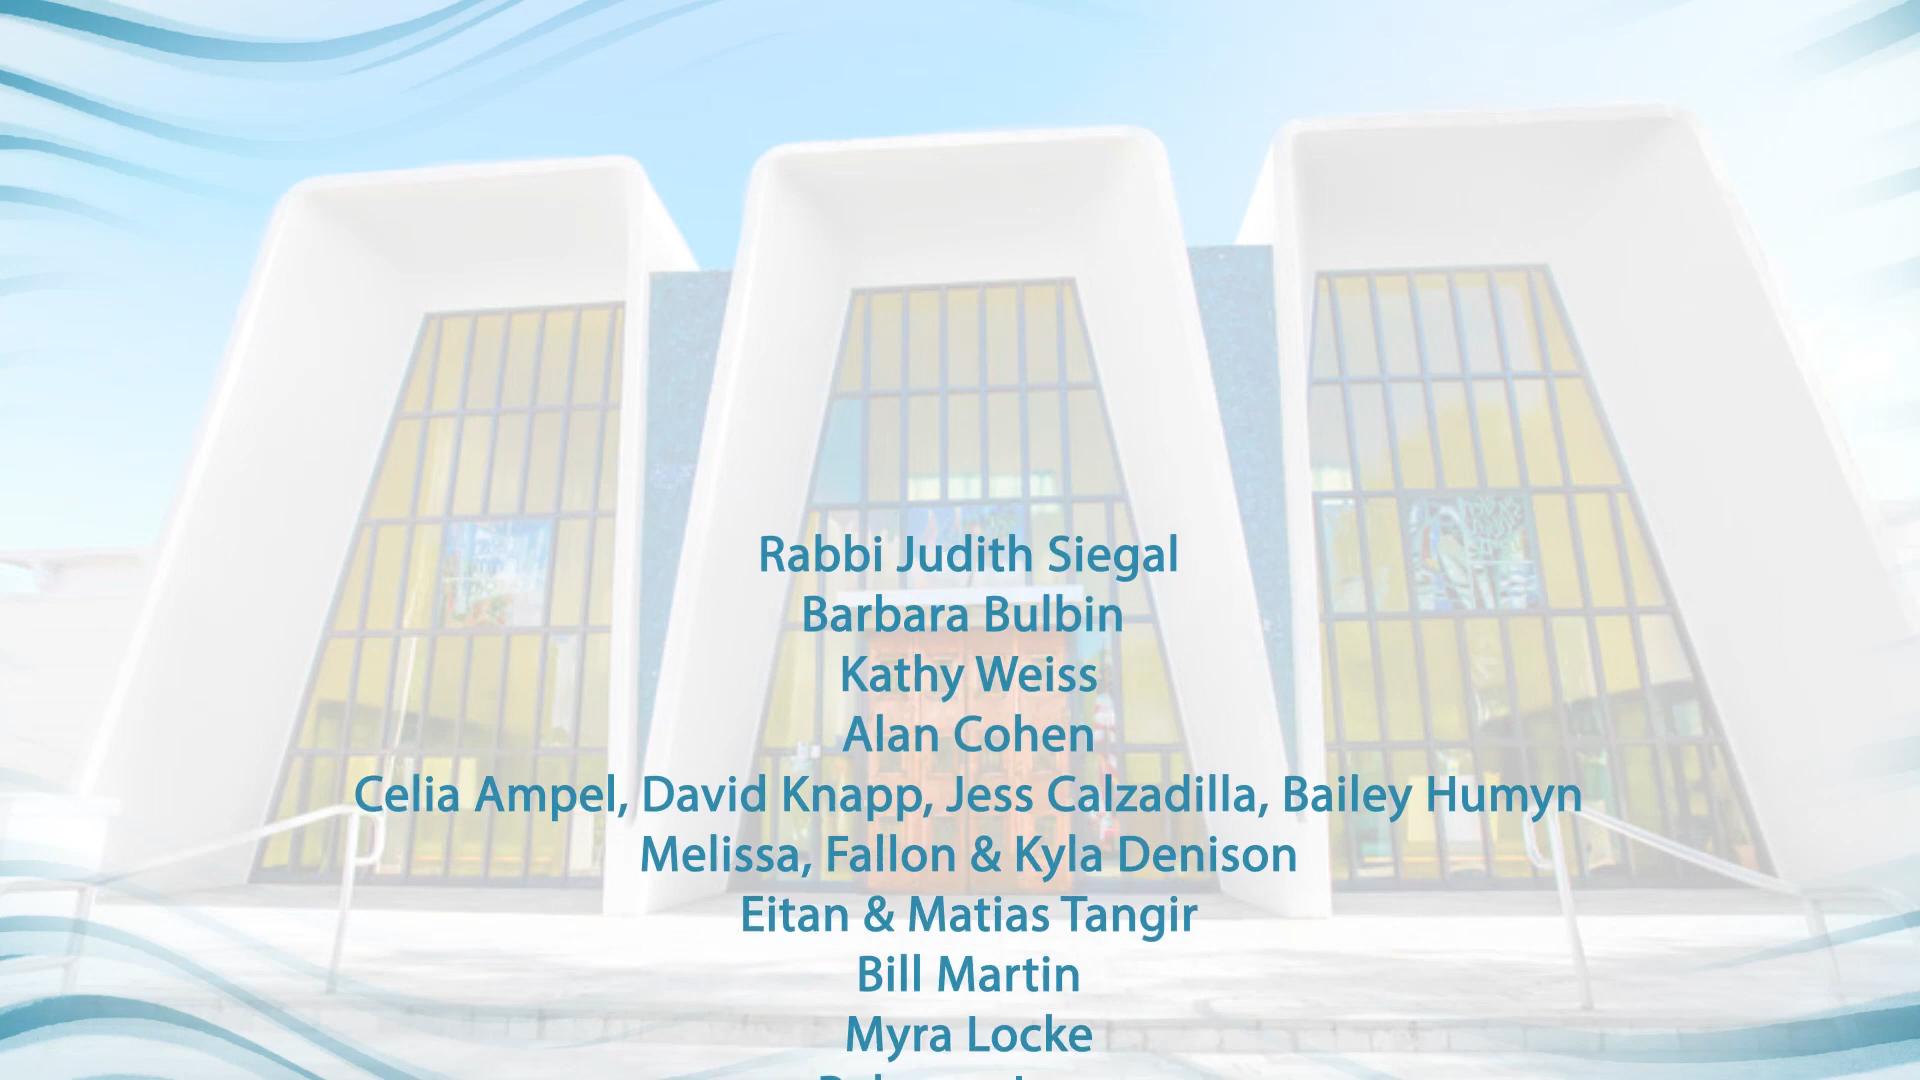 Rabbi Judith Siegal
Barbara Bulbin
Kathy Weiss
Alan Cohen
Celia Ampel, David Knapp, Jess Calzadilla, Bailey Humyn
Melissa, Fallon & Kyla Denison
Eitan & Matias Tangir
Bill Martin
Myra Locke